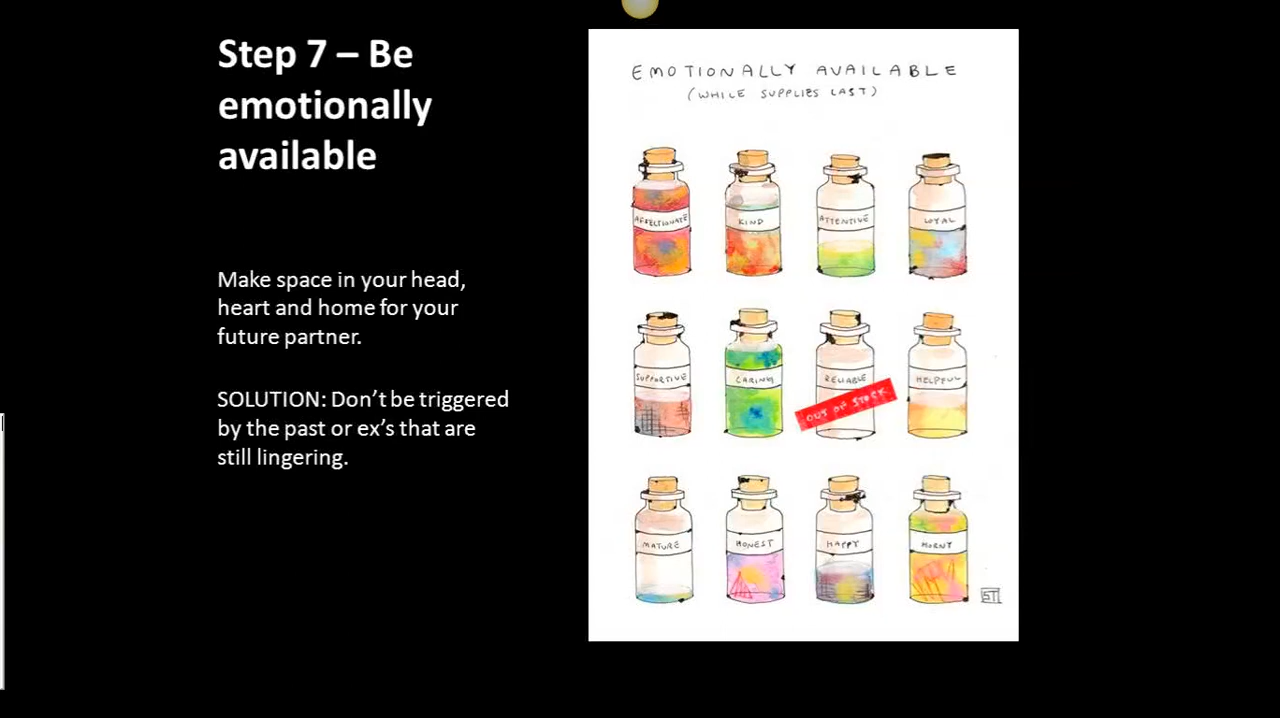 Step 7 – Be
emotionally
available
Make space in your head,
heart and home for your
future partner.
SOLUTION: Don’t be triggered
by the past or ex’s that are
still lingering.
EMOTIONALLY AVAILABLE
(WHILE SUPPLIES LAST)
AFFECTIONATE
KIND
ATTENTIVE
LOYAL
SUPPORTIVE
CARING
RELIABLE
HELPFUL
OUT OF STOCK
MATURE
HONEST
HAPPY
HORNY
ST